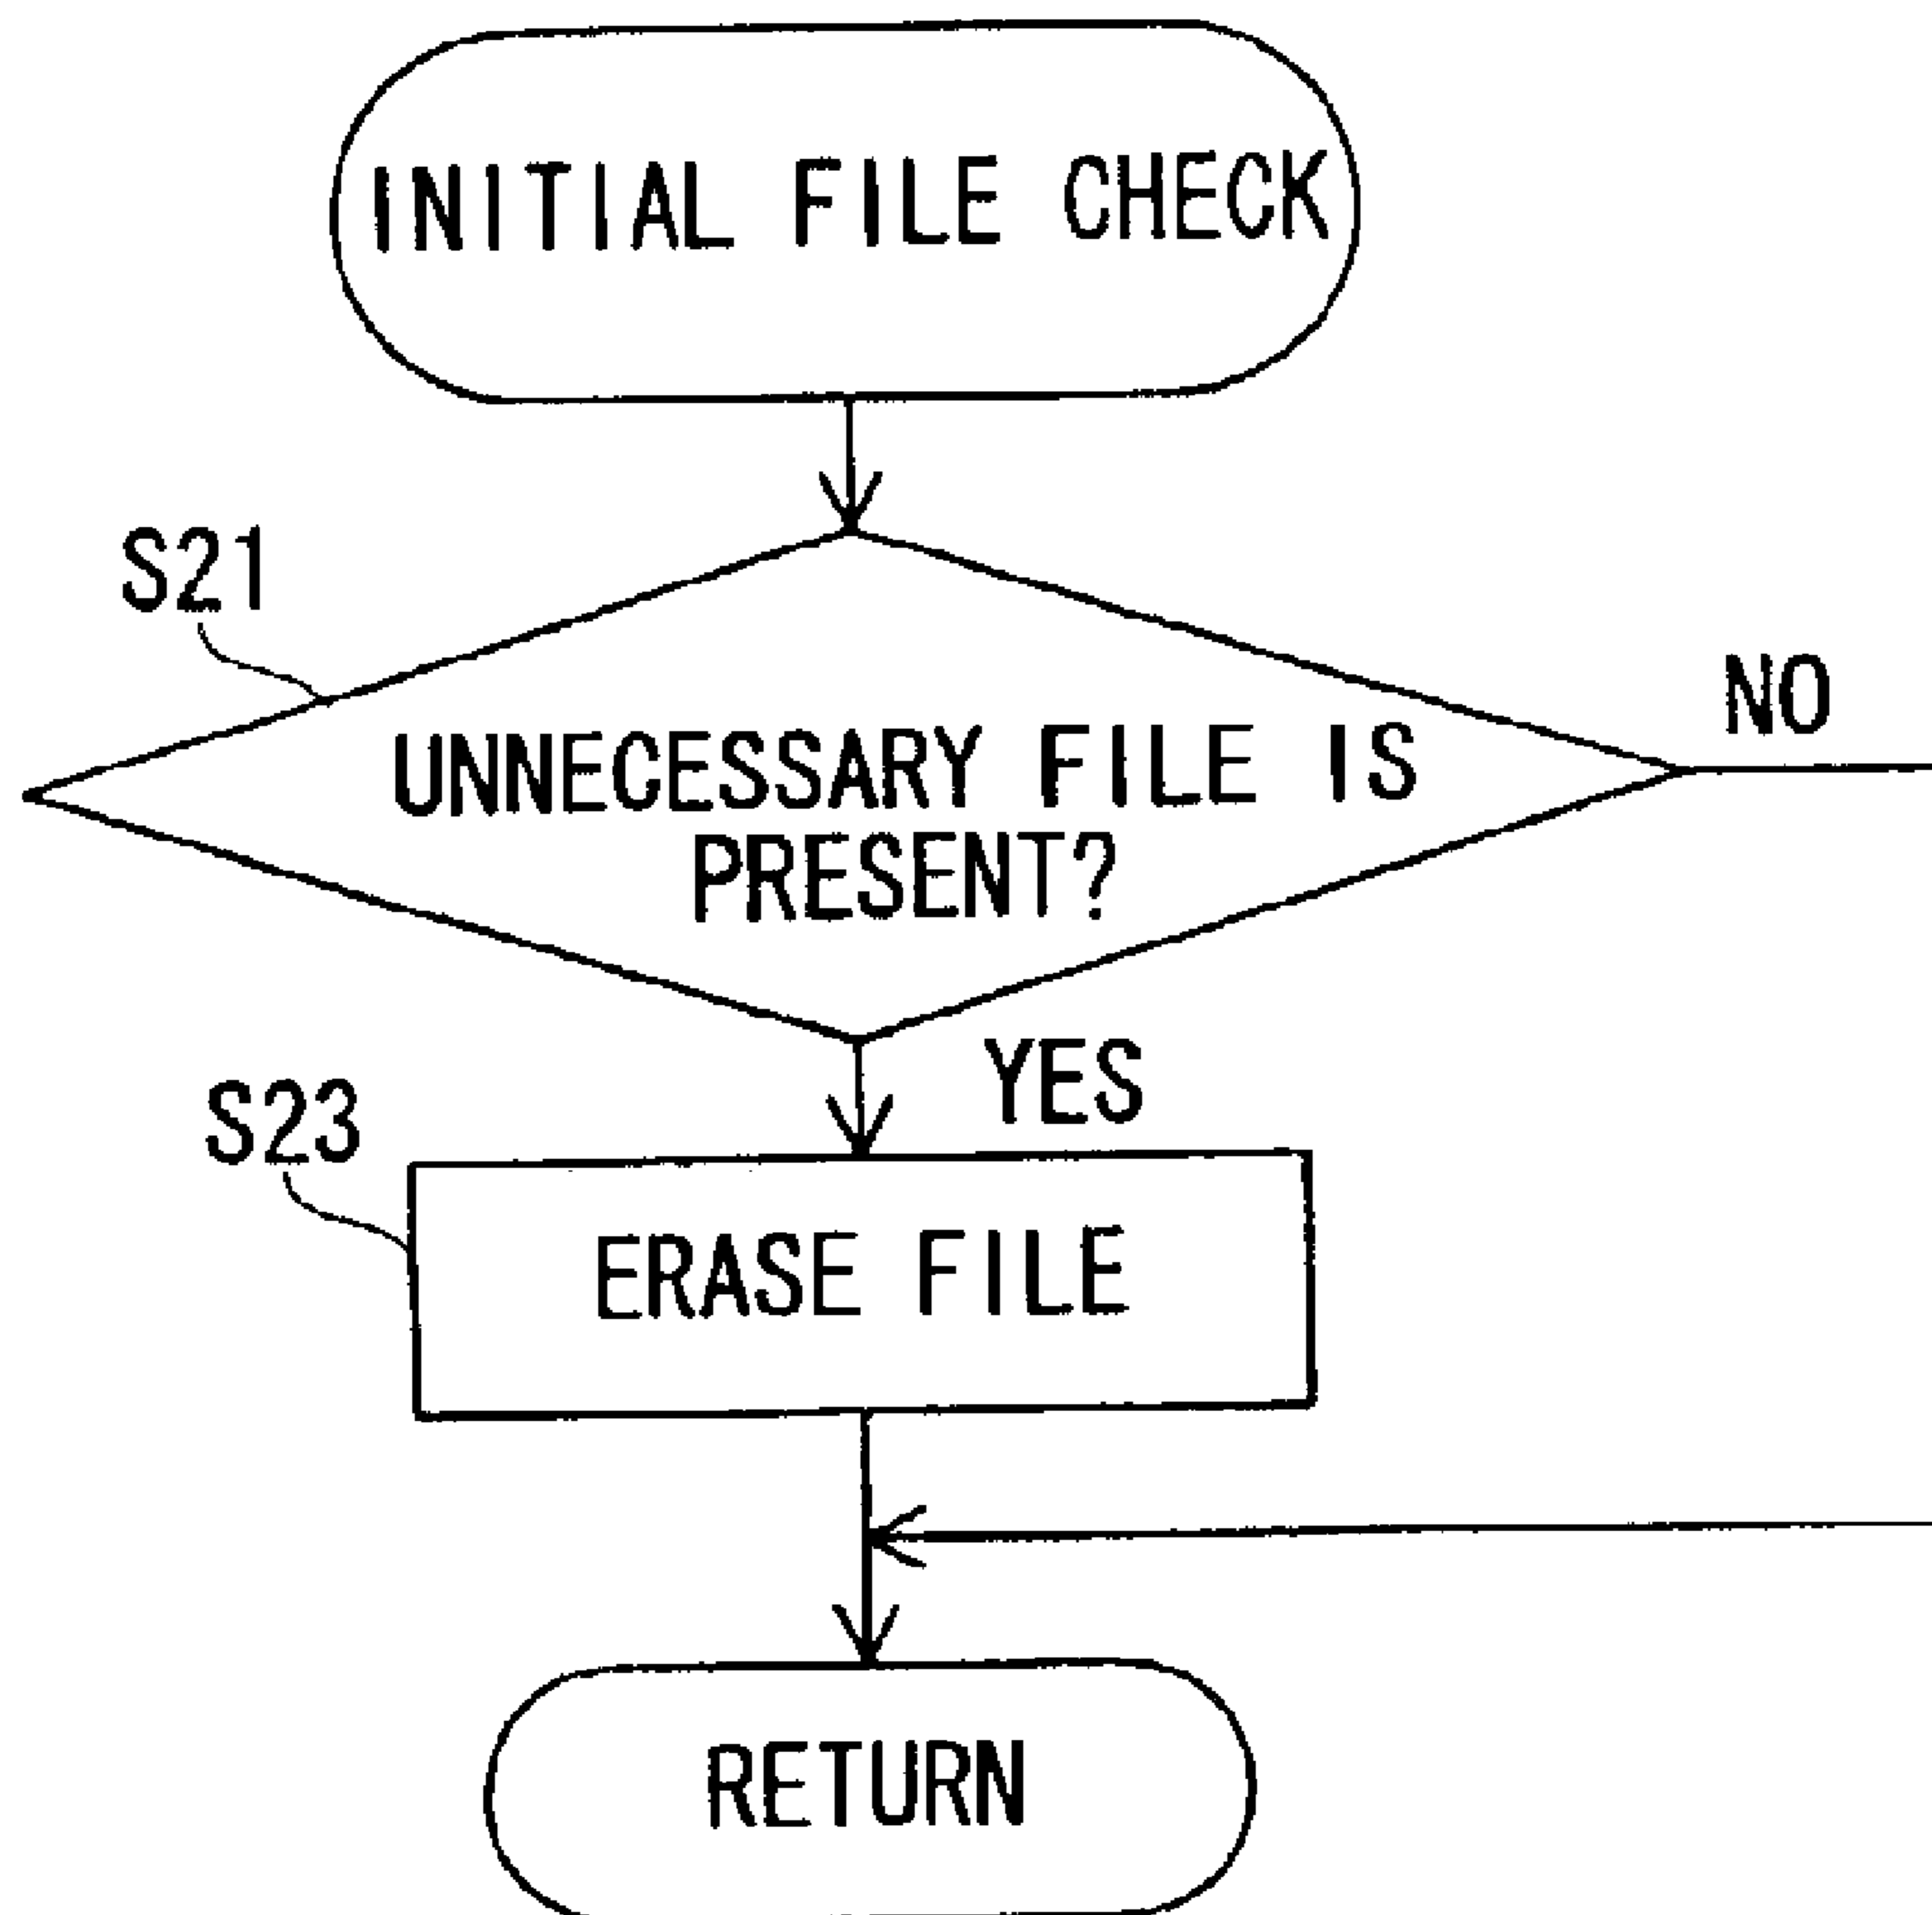 INITIAL FILE CHECK
S21
NO
UNNECESSARY FILE IS
PRESENT?
YES
S23
ERASE FILE
RETURN